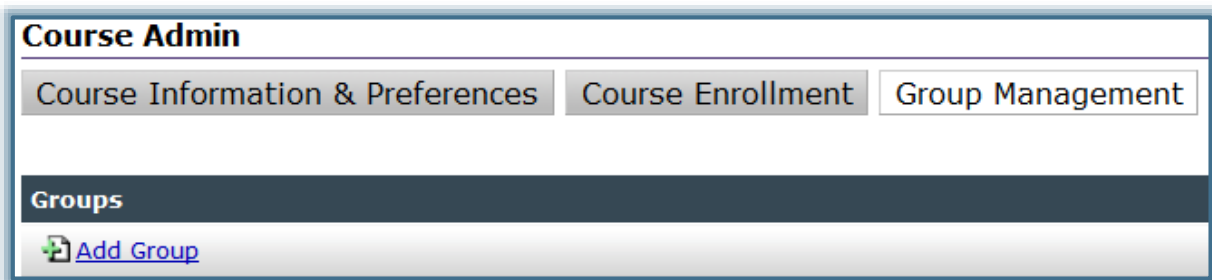 Course Admin
Course Information & Preferences Course Enrollment Group Management
Groups
Add Group